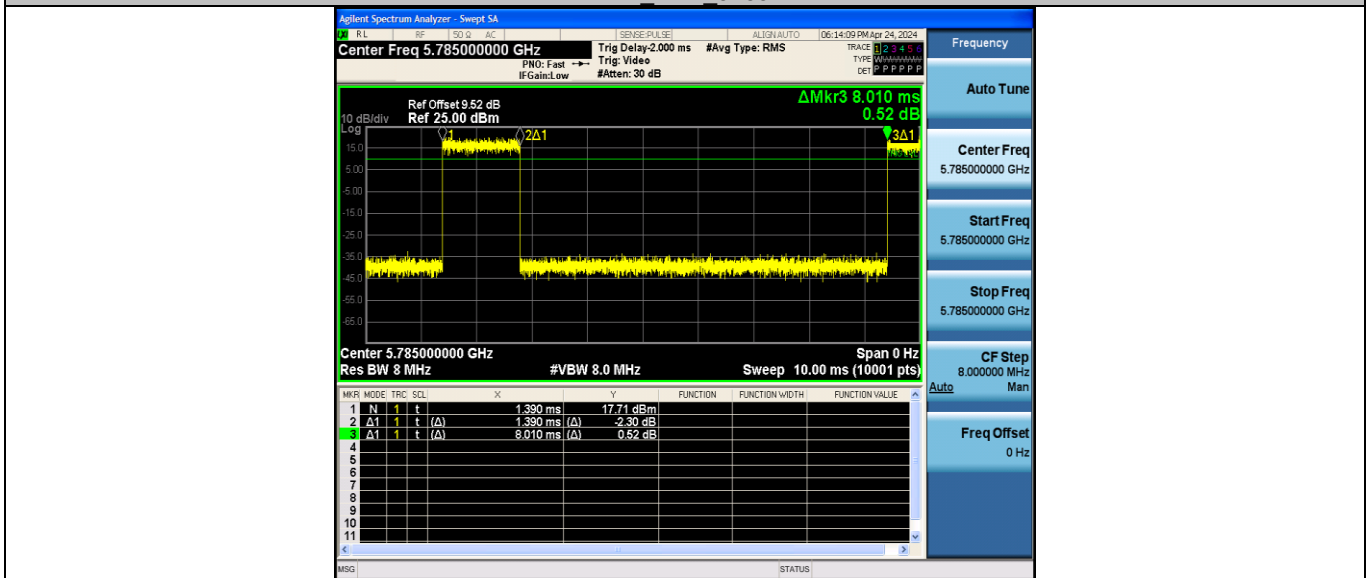 Agilent Spectrum Analyzer - Swept SA
RL RF 50 Ω AC SENSE:PULSE ALIGN AUTO 06:14:09 PM Apr 24, 2024
Center Freq 5.785000000 GHz
PNO: Fast
IFGain:Low
Trig Delay-2.000 ms #Avg Type: RMS
Trig: Video
#Atten: 30 dB
TRACE 1 2 3 4 5 6
TYPE
DET P P P P P P
Frequency
Auto Tune
Center Freq
5.785000000 GHz
Start Freq
5.785000000 GHz
Stop Freq
5.785000000 GHz
CF Step
8.000000 MHz
Auto Man
Freq Offset
0 Hz
ΔMkr3 8.010 ms
0.52 dB
Ref Offset 9.52 dB
10 dB/div Ref 25.00 dBm
Log
1 2Δ1 3Δ1
15.0
5.00
-5.00
-15.0
-25.0
-35.0
-45.0
-55.0
-65.0
Center 5.785000000 GHz Span 0 Hz
Res BW 8 MHz #VBW 8.0 MHz Sweep 10.00 ms (10001 pts)
MKR MODE TRC SCL X Y FUNCTION FUNCTION WIDTH FUNCTION VALUE
1 N 1 t 1.390 ms 17.71 dBm
2 Δ1 1 t (Δ) 1.390 ms (Δ) -2.30 dB
3 Δ1 1 t (Δ) 8.010 ms (Δ) 0.52 dB
4
5
6
7
8
9
10
11
MSG STATUS